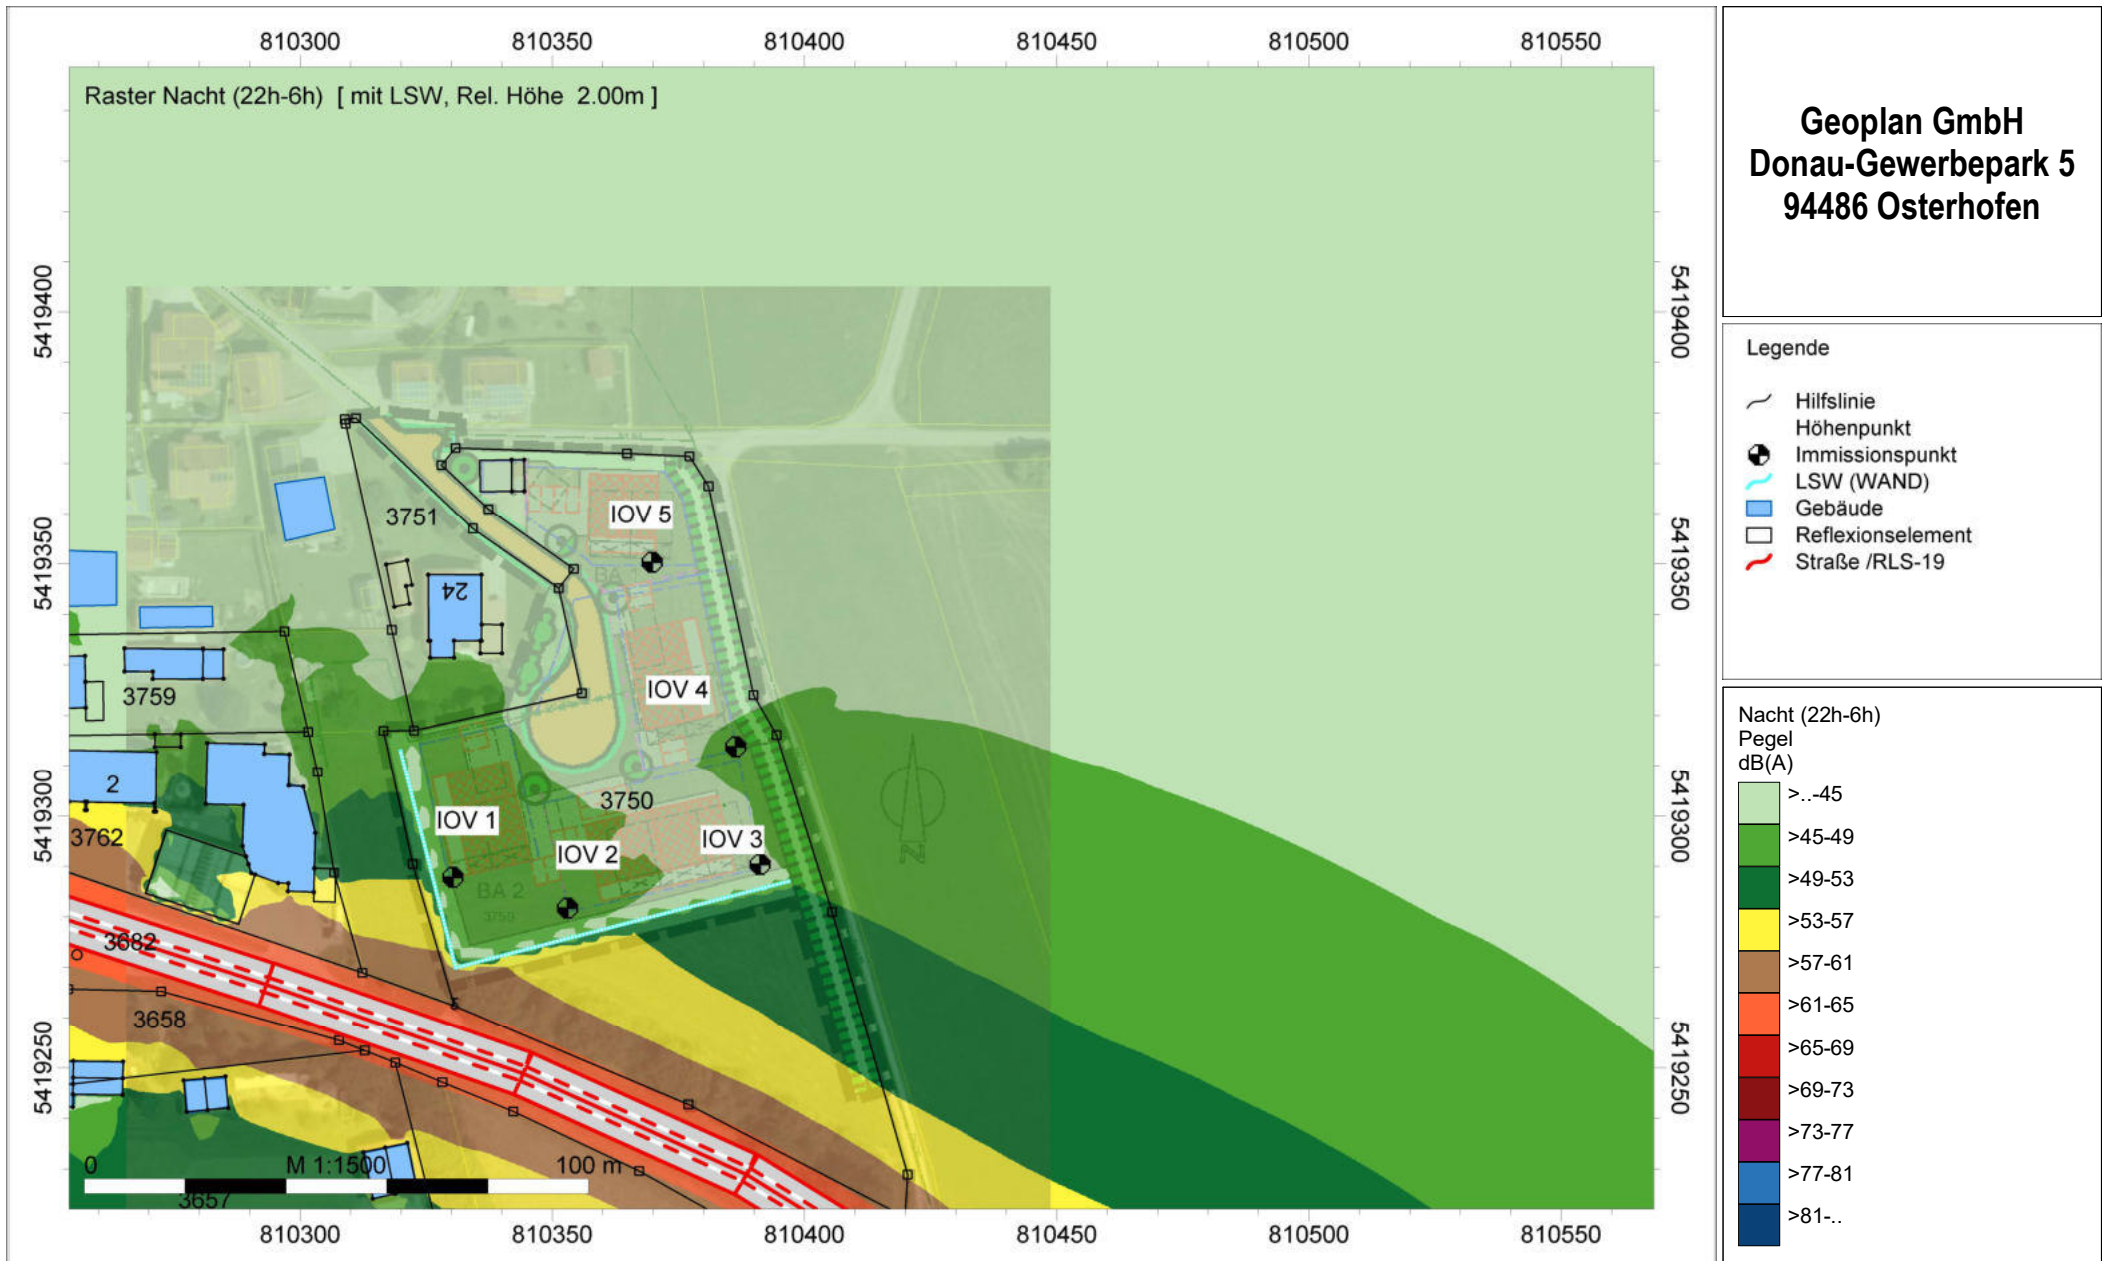 810300 810350 810400 810450 810500 810550
Raster Nacht (22h-6h) [ mit LSW, Rel. Höhe 2.00m ]
5419400
5419350
5419300
5419250
5419400
5419350
5419300
5419250
3751
IOV 5
BA 1
24
IOV 4
3759
2
3750
IOV 1
IOV 2
IOV 3
3762
BA 2
3759
N
3682
3658
0 M 1:1500 100 m
3657
810300 810350 810400 810450 810500 810550
Geoplan GmbH
Donau-Gewerbepark 5
94486 Osterhofen
Legende
Hilfslinie
Höhenpunkt
Immissionspunkt
LSW (WAND)
Gebäude
Reflexionselement
Straße /RLS-19
Nacht (22h-6h)
Pegel
dB(A)
>..-45
>45-49
>49-53
>53-57
>57-61
>61-65
>65-69
>69-73
>73-77
>77-81
>81-..